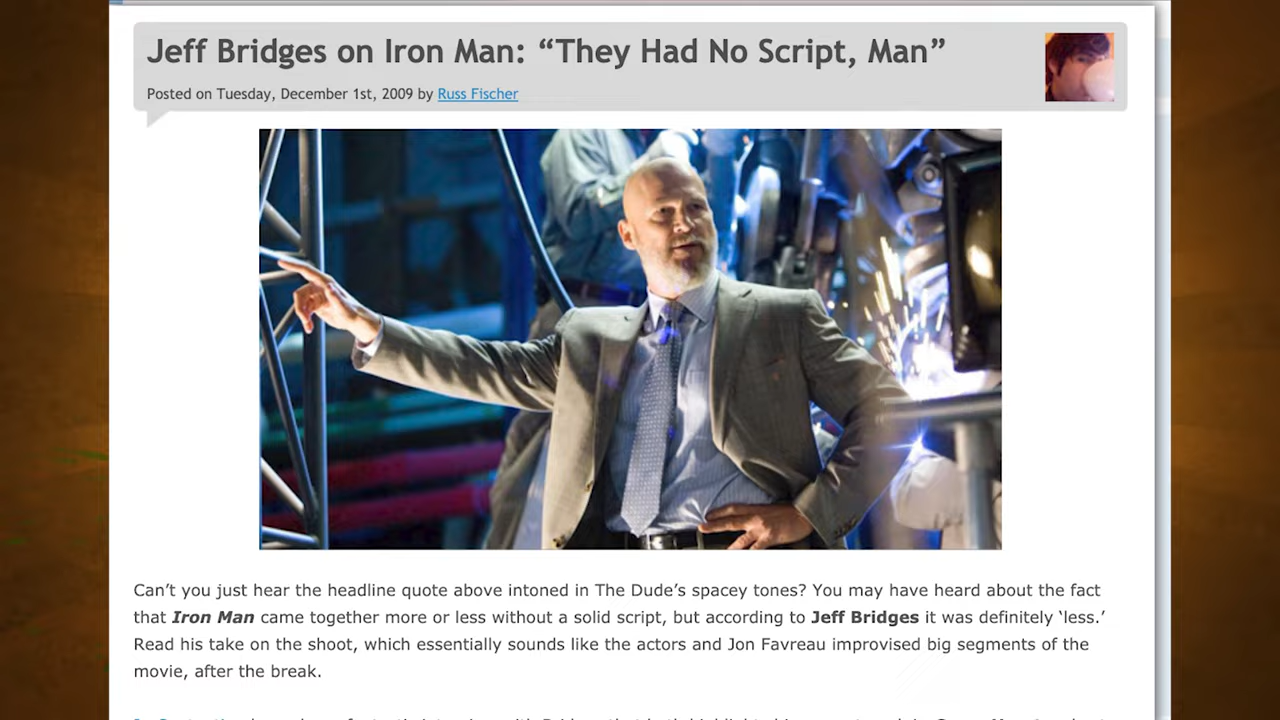 Jeff Bridges on Iron Man: “They Had No Script, Man”
Posted on Tuesday, December 1st, 2009 by Russ Fischer
Can’t you just hear the headline quote above intoned in The Dude’s spacey tones? You may have heard about the fact
that Iron Man came together more or less without a solid script, but according to Jeff Bridges it was definitely ‘less.’
Read his take on the shoot, which essentially sounds like the actors and Jon Favreau improvised big segments of the
movie, after the break.